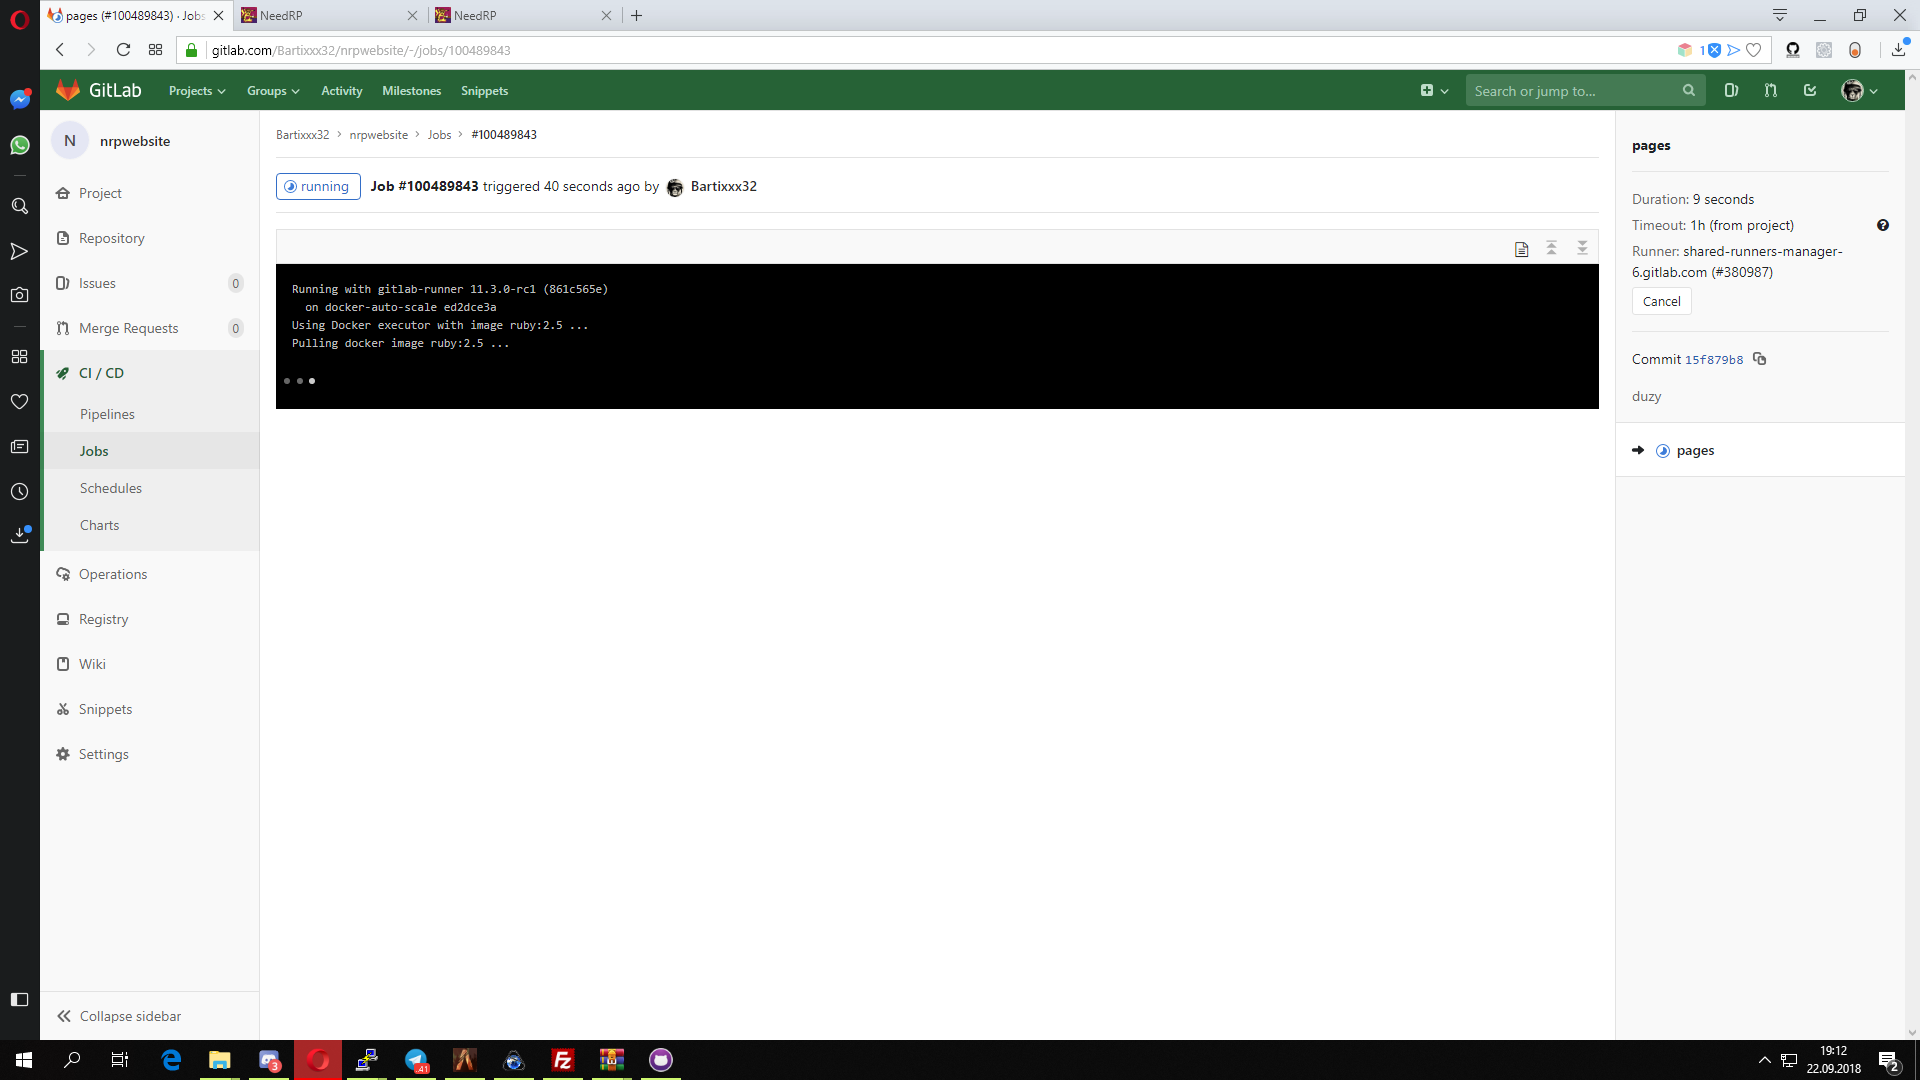 pages (#100489843) · Jobs
NeedRP
NeedRP
gitlab.com/Bartixxx32/nrpwebsite/-/jobs/100489843
1
GitLab
Projects
Groups
Activity
Milestones
Snippets
Search or jump to...
N
nrpwebsite
Project
Repository
Issues
0
Merge Requests
0
CI / CD
Pipelines
Jobs
Schedules
Charts
Operations
Registry
Wiki
Snippets
Settings
Collapse sidebar
Bartixxx32 > nrpwebsite > Jobs > #100489843
running
Job #100489843 triggered 40 seconds ago by Bartixxx32
Running with gitlab-runner 11.3.0-rc1 (861c565e)
on docker-auto-scale ed2dce3a
Using Docker executor with image ruby:2.5 ...
Pulling docker image ruby:2.5 ...
pages
Duration: 9 seconds
Timeout: 1h (from project)
Runner: shared-runners-manager-
6.gitlab.com (#380987)
Cancel
Commit 15f879b8
duzy
pages
3
41
19:12
22.09.2018
2